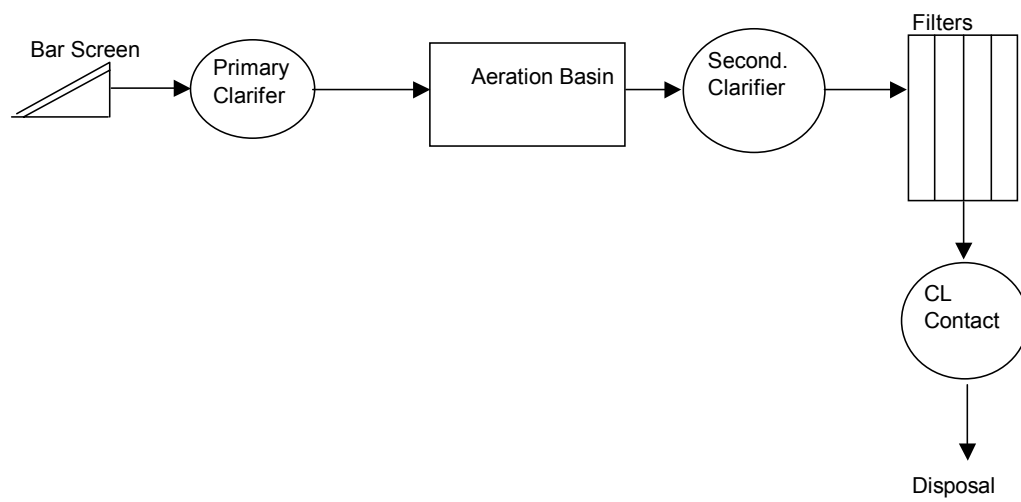 Bar Screen
Primary
Clarifer
Aeration Basin
Second.
Clarifier
Filters
CL
Contact
Disposal